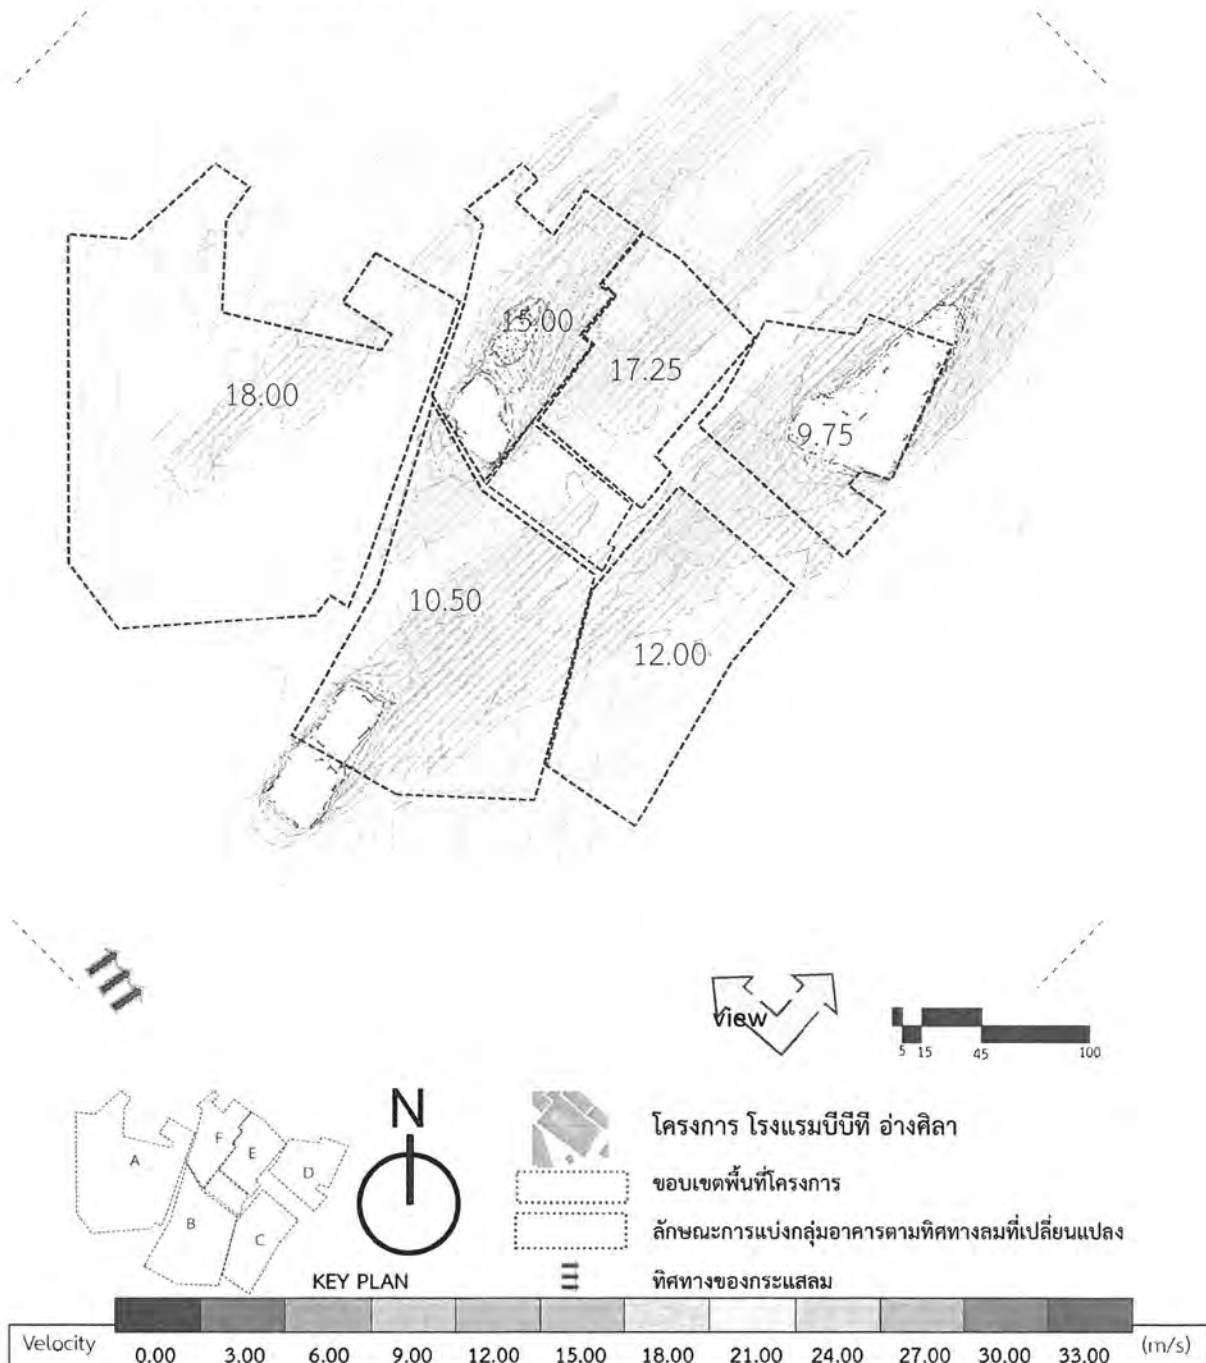 15.00
17.25
18.00
9.75
10.50
12.00
view
5 15 45 100
N
A
F
E
D
B
C
KEY PLAN
โครงการ โรงแรมบีบีที อ่างศิลา
ขอบเขตพื้นที่โครงการ
ลักษณะการแบ่งกลุ่มอาคารตามทิศทางลมที่เปลี่ยนแปลง
ทิศทางของกระแสลม
Velocity 0.00 3.00 6.00 9.00 12.00 15.00 18.00 21.00 24.00 27.00 30.00 33.00 (m/s)